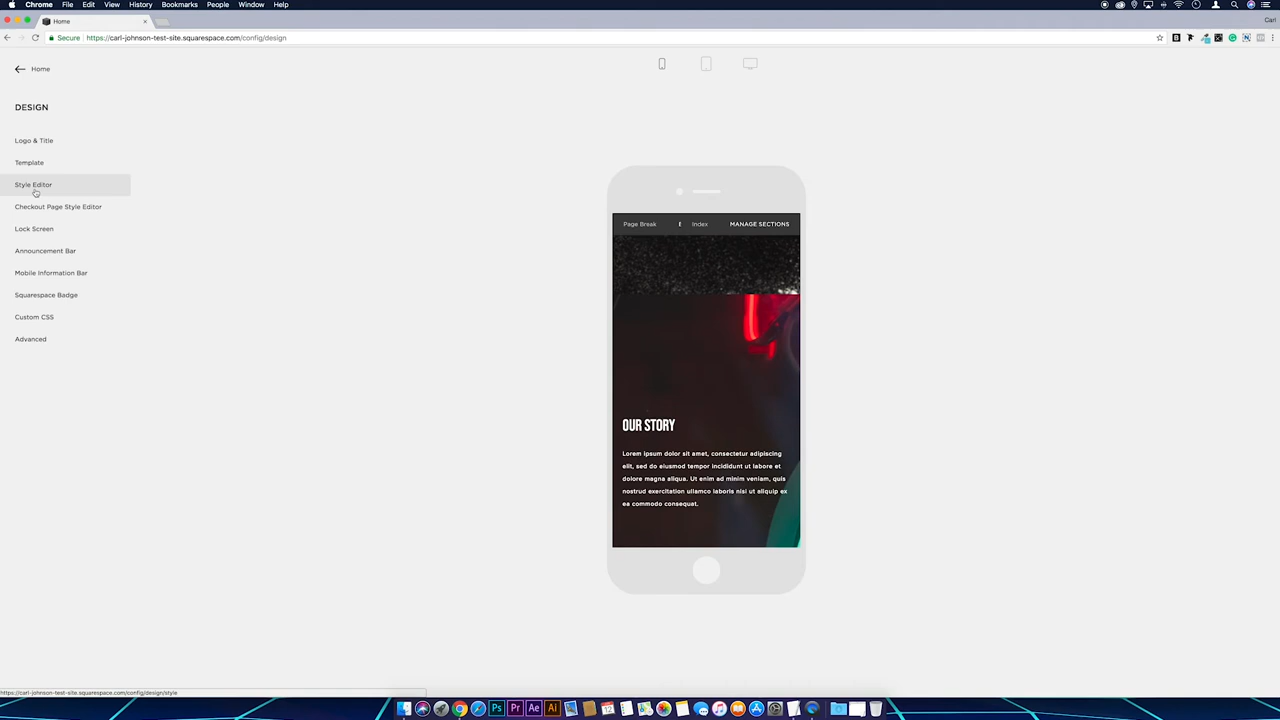 Chrome File Edit View History Bookmarks People Window Help
Home
Carl
Secure https://carl-johnson-test-site.squarespace.com/config/design
Home
DESIGN
Logo & Title
Template
Style Editor
Checkout Page Style Editor
Lock Screen
Announcement Bar
Mobile Information Bar
Squarespace Badge
Custom CSS
Advanced
Page Break Index MANAGE SECTIONS
OUR STORY
Lorem ipsum dolor sit amet, consectetur adipiscing
elit, sed do eiusmod tempor incididunt ut labore et
dolore magna aliqua. Ut enim ad minim veniam, quis
nostrud exercitation ullamco laboris nisi ut aliquip ex
ea commodo consequat.
https://carl-johnson-test-site.squarespace.com/config/design/style
Ps Pr Ae Ai